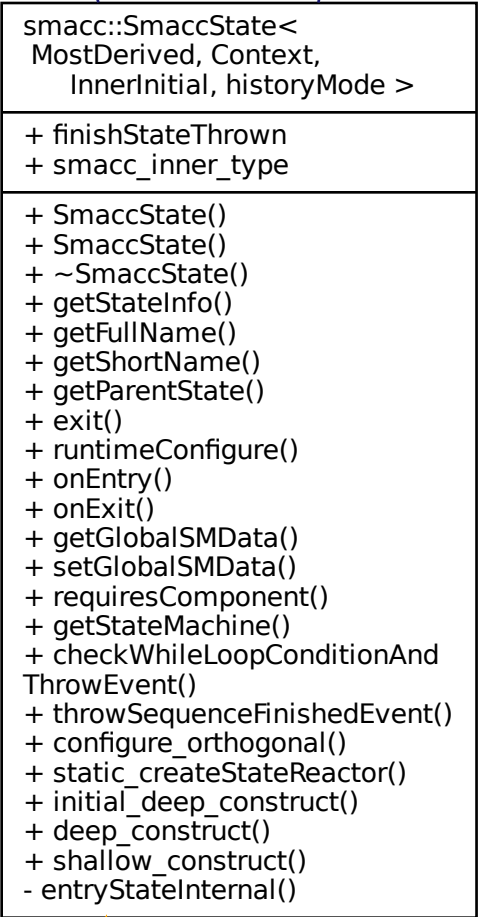 smacc::SmaccState<
MostDerived, Context,
InnerInitial, historyMode >
+ finishStateThrown
+ smacc_inner_type
+ SmaccState()
+ SmaccState()
+ ~SmaccState()
+ getStateInfo()
+ getFullName()
+ getShortName()
+ getParentState()
+ exit()
+ runtimeConfigure()
+ onEntry()
+ onExit()
+ getGlobalSMData()
+ setGlobalSMData()
+ requiresComponent()
+ getStateMachine()
+ checkWhileLoopConditionAnd
ThrowEvent()
+ throwSequenceFinishedEvent()
+ configure_orthogonal()
+ static_createStateReactor()
+ initial_deep_construct()
+ deep_construct()
+ shallow_construct()
- entryStateInternal()